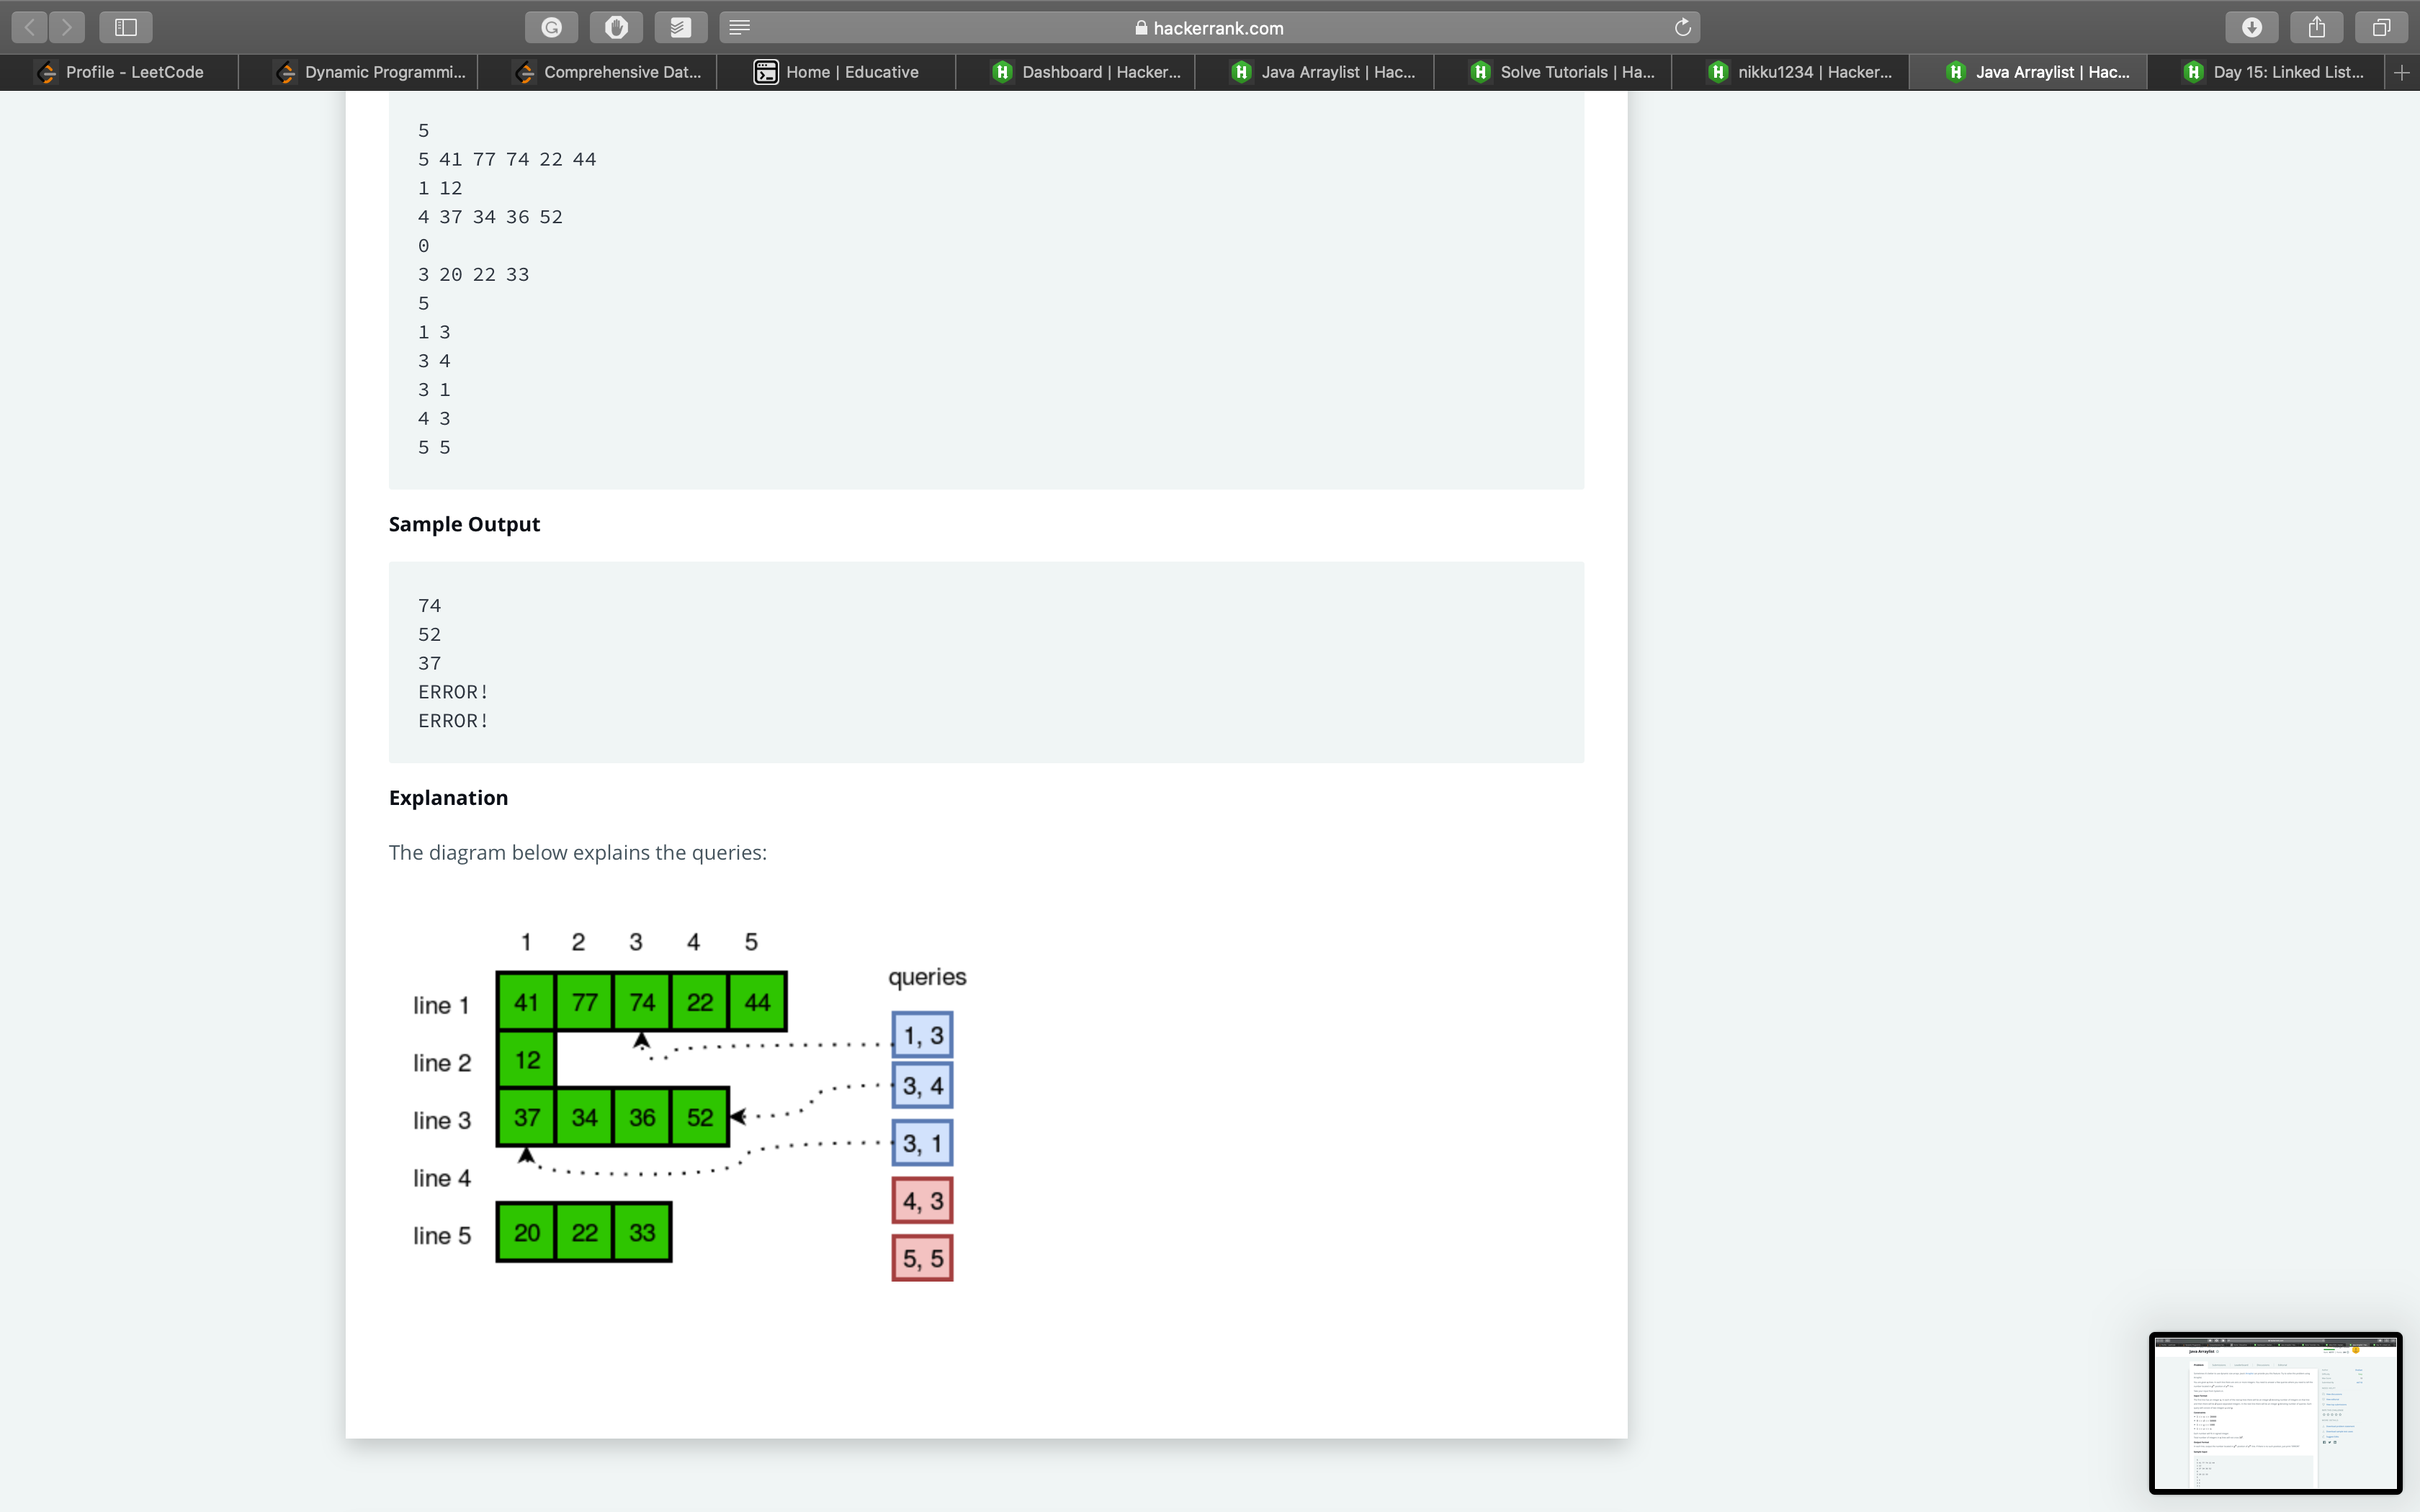 hackerrank.com
Profile - LeetCode
Dynamic Programmi...
Comprehensive Dat...
Home | Educative
Dashboard | Hacker...
Java Arraylist | Hac...
Solve Tutorials | Ha...
nikku1234 | Hacker...
Java Arraylist | Hac...
Day 15: Linked List...
5
5 41 77 74 22 44
1 12
4 37 34 36 52
0
3 20 22 33
5
1 3
3 4
3 1
4 3
5 5
Sample Output
74
52
37
ERROR!
ERROR!
Explanation
The diagram below explains the queries:
1 2 3 4 5
queries
line 1 41 77 74 22 44
1, 3
line 2 12
3, 4
line 3 37 34 36 52
3, 1
line 4
4, 3
line 5 20 22 33
5, 5